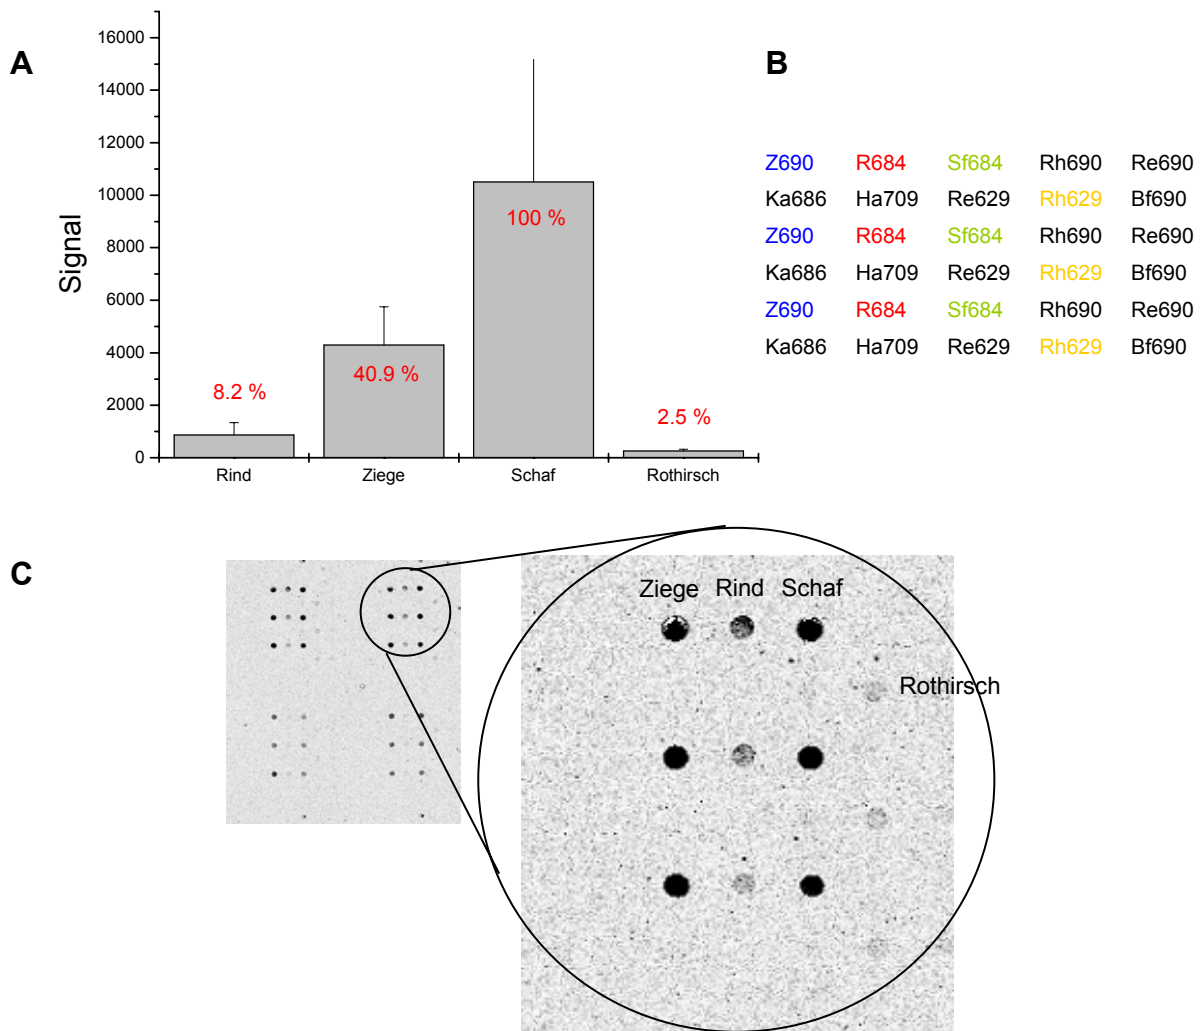 A
16000
14000
12000
10000
8000
6000
4000
2000
0
Signal
8.2 %
40.9 %
100 %
2.5 %
Rind Ziege Schaf Rothirsch
B
Z690 R684 Sf684 Rh690 Re690
Ka686 Ha709 Re629 Rh629 Bf690
Z690 R684 Sf684 Rh690 Re690
Ka686 Ha709 Re629 Rh629 Bf690
Z690 R684 Sf684 Rh690 Re690
Ka686 Ha709 Re629 Rh629 Bf690
C
Ziege Rind Schaf
Rothirsch